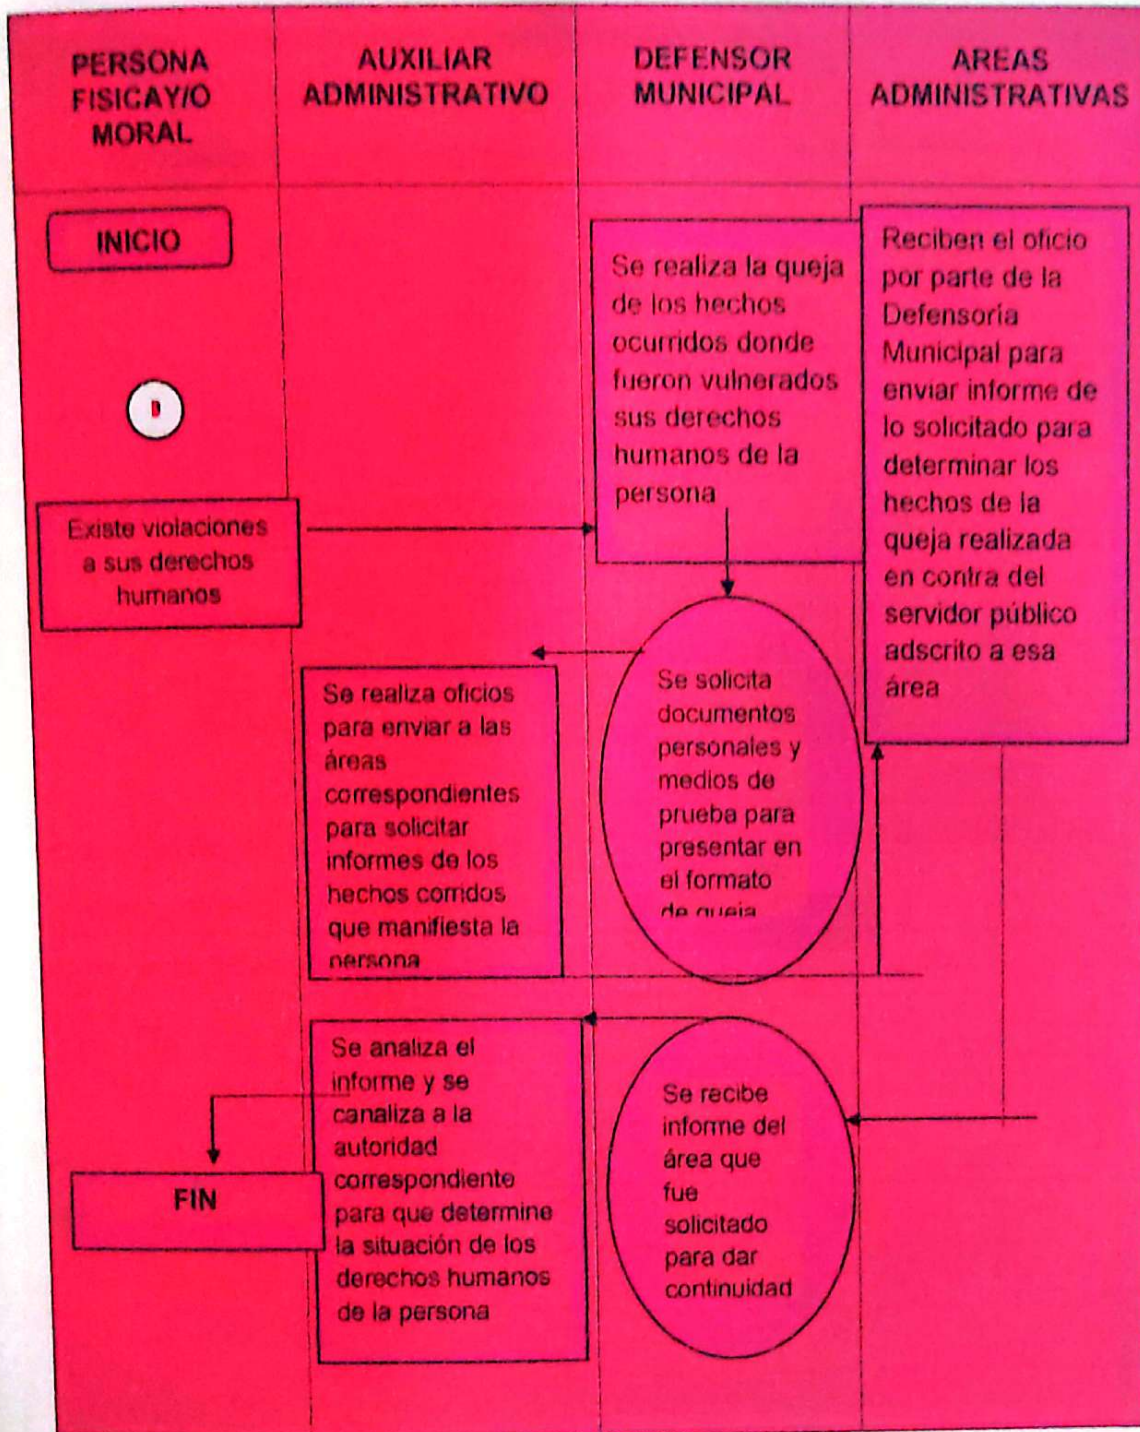 PERSONA
FISICAY/O
MORAL
AUXILIAR
ADMINISTRATIVO
DEFENSOR
MUNICIPAL
AREAS
ADMINISTRATIVAS
INICIO
Existe violaciones
a sus derechos
humanos
Se realiza la queja
de los hechos
ocurridos donde
fueron vulnerados
sus derechos
humanos de la
persona
Reciben el oficio
por parte de la
Defensoría
Municipal para
enviar informe de
lo solicitado para
determinar los
hechos de la
queja realizada
en contra del
servidor público
adscrito a esa
área
Se realiza oficios
para enviar a las
áreas
correspondientes
para solicitar
informes de los
hechos corridos
que manifiesta la
persona
Se solicita
documentos
personales y
medios de
prueba para
presentar en
el formato
de queja
Se analiza el
informe y se
canaliza a la
autoridad
correspondiente
para que determine
la situación de los
derechos humanos
de la persona
Se recibe
informe del
área que
fue
solicitado
para dar
continuidad
FIN